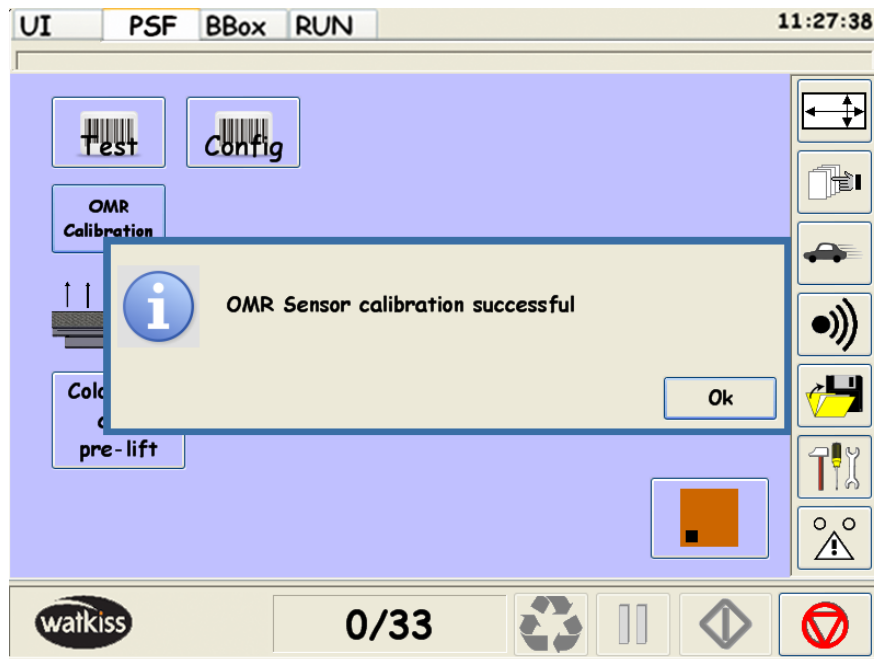 UI PSF BBox RUN 11:27:38
Test Config
OMR
Calibration
OMR Sensor calibration successful
Ok
pre-lift
watkiss 0/33